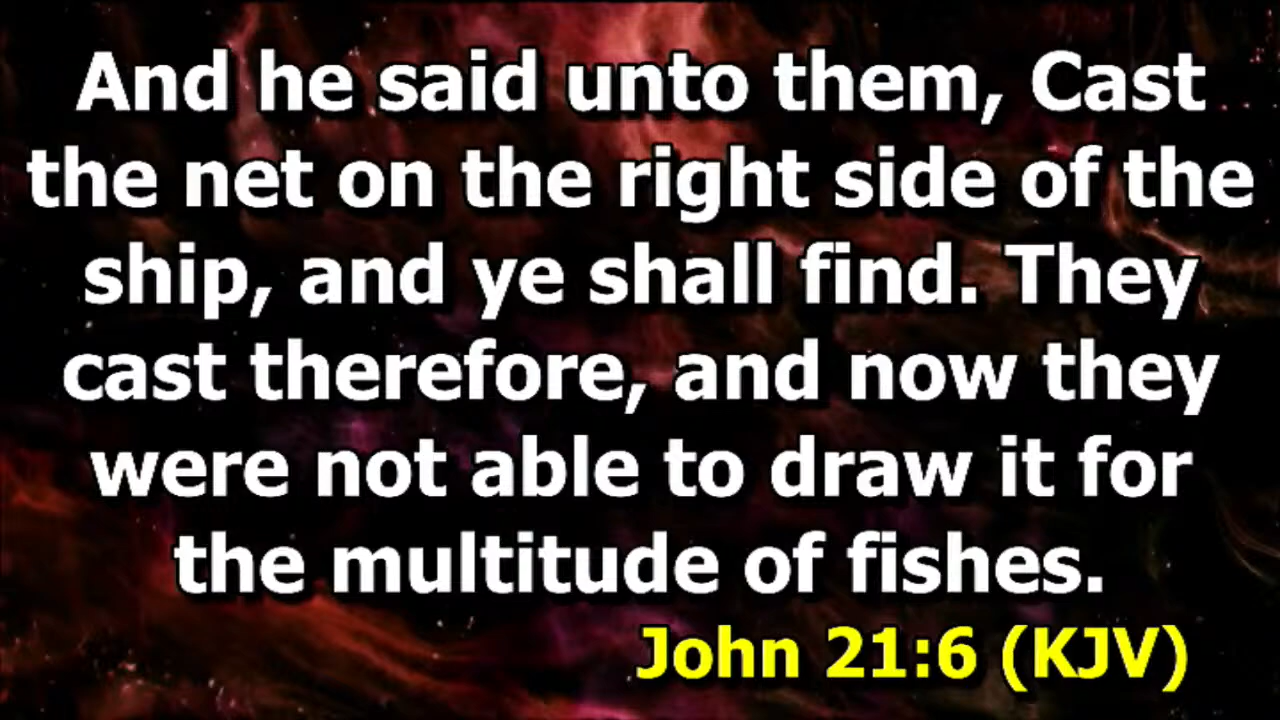 And he said unto them, Cast
the net on the right side of the
ship, and ye shall find. They
cast therefore, and now they
were not able to draw it for
the multitude of fishes.
John 21:6 (KJV)